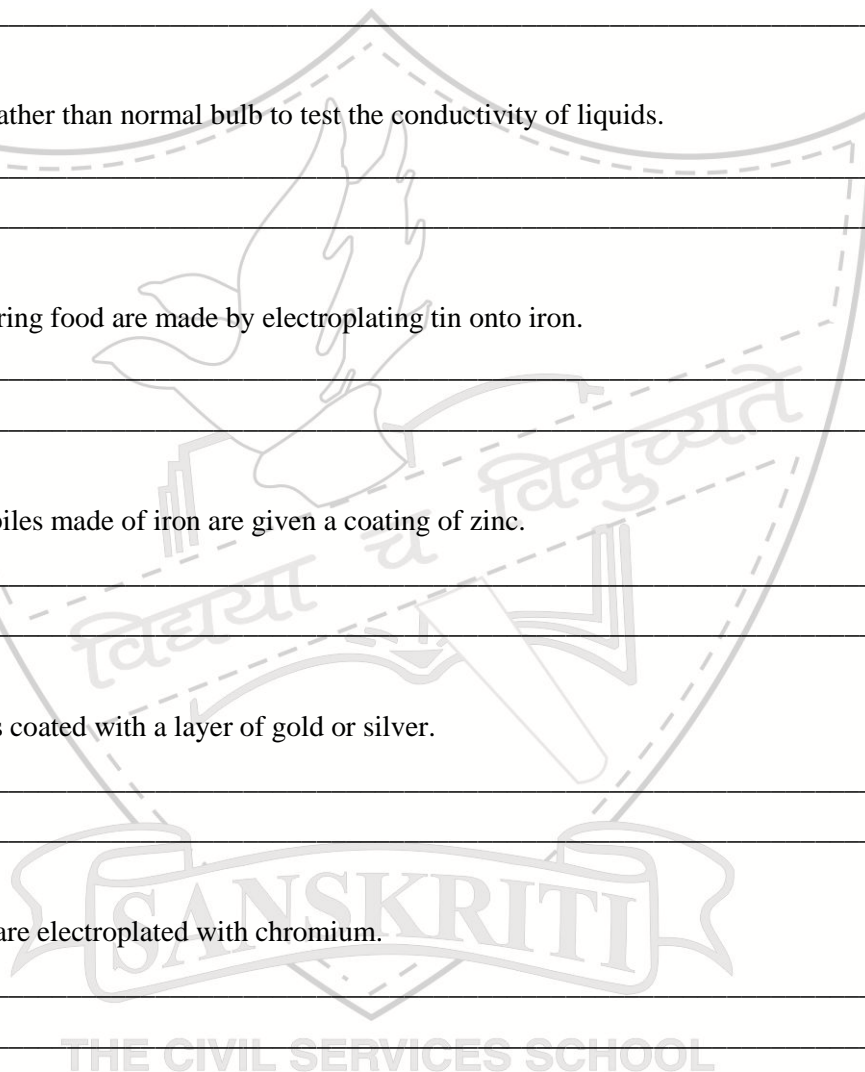 ather than normal bulb to test the conductivity of liquids.
ring food are made by electroplating tin onto iron.
विमुच्यते
biles made of iron are given a coating of zinc.
च
विद्यया
s coated with a layer of gold or silver.
SANSKRITI
are electroplated with chromium.
THE CIVIL SERVICES SCHOOL